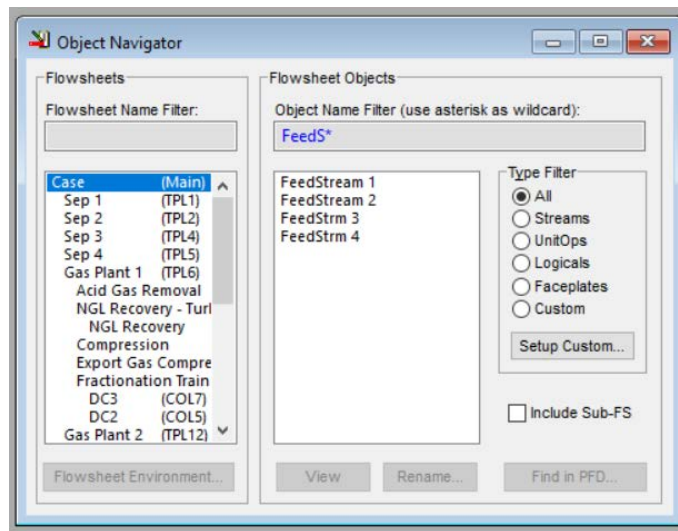 Object Navigator
Flowsheets
Flowsheet Name Filter:
Case (Main)
Sep 1 (TPL1)
Sep 2 (TPL2)
Sep 3 (TPL4)
Sep 4 (TPL5)
Gas Plant 1 (TPL6)
Acid Gas Removal
NGL Recovery - Turl
NGL Recovery
Compression
Export Gas Compre
Fractionation Train
DC3 (COL7)
DC2 (COL5)
Gas Plant 2 (TPL12)
Flowsheet Environment...
Flowsheet Objects
Object Name Filter (use asterisk as wildcard):
FeedS*
FeedStream 1
FeedStream 2
FeedStrm 3
FeedStrm 4
Type Filter
All
Streams
UnitOps
Logicals
Faceplates
Custom
Setup Custom...
Include Sub-FS
View
Rename...
Find in PFD...